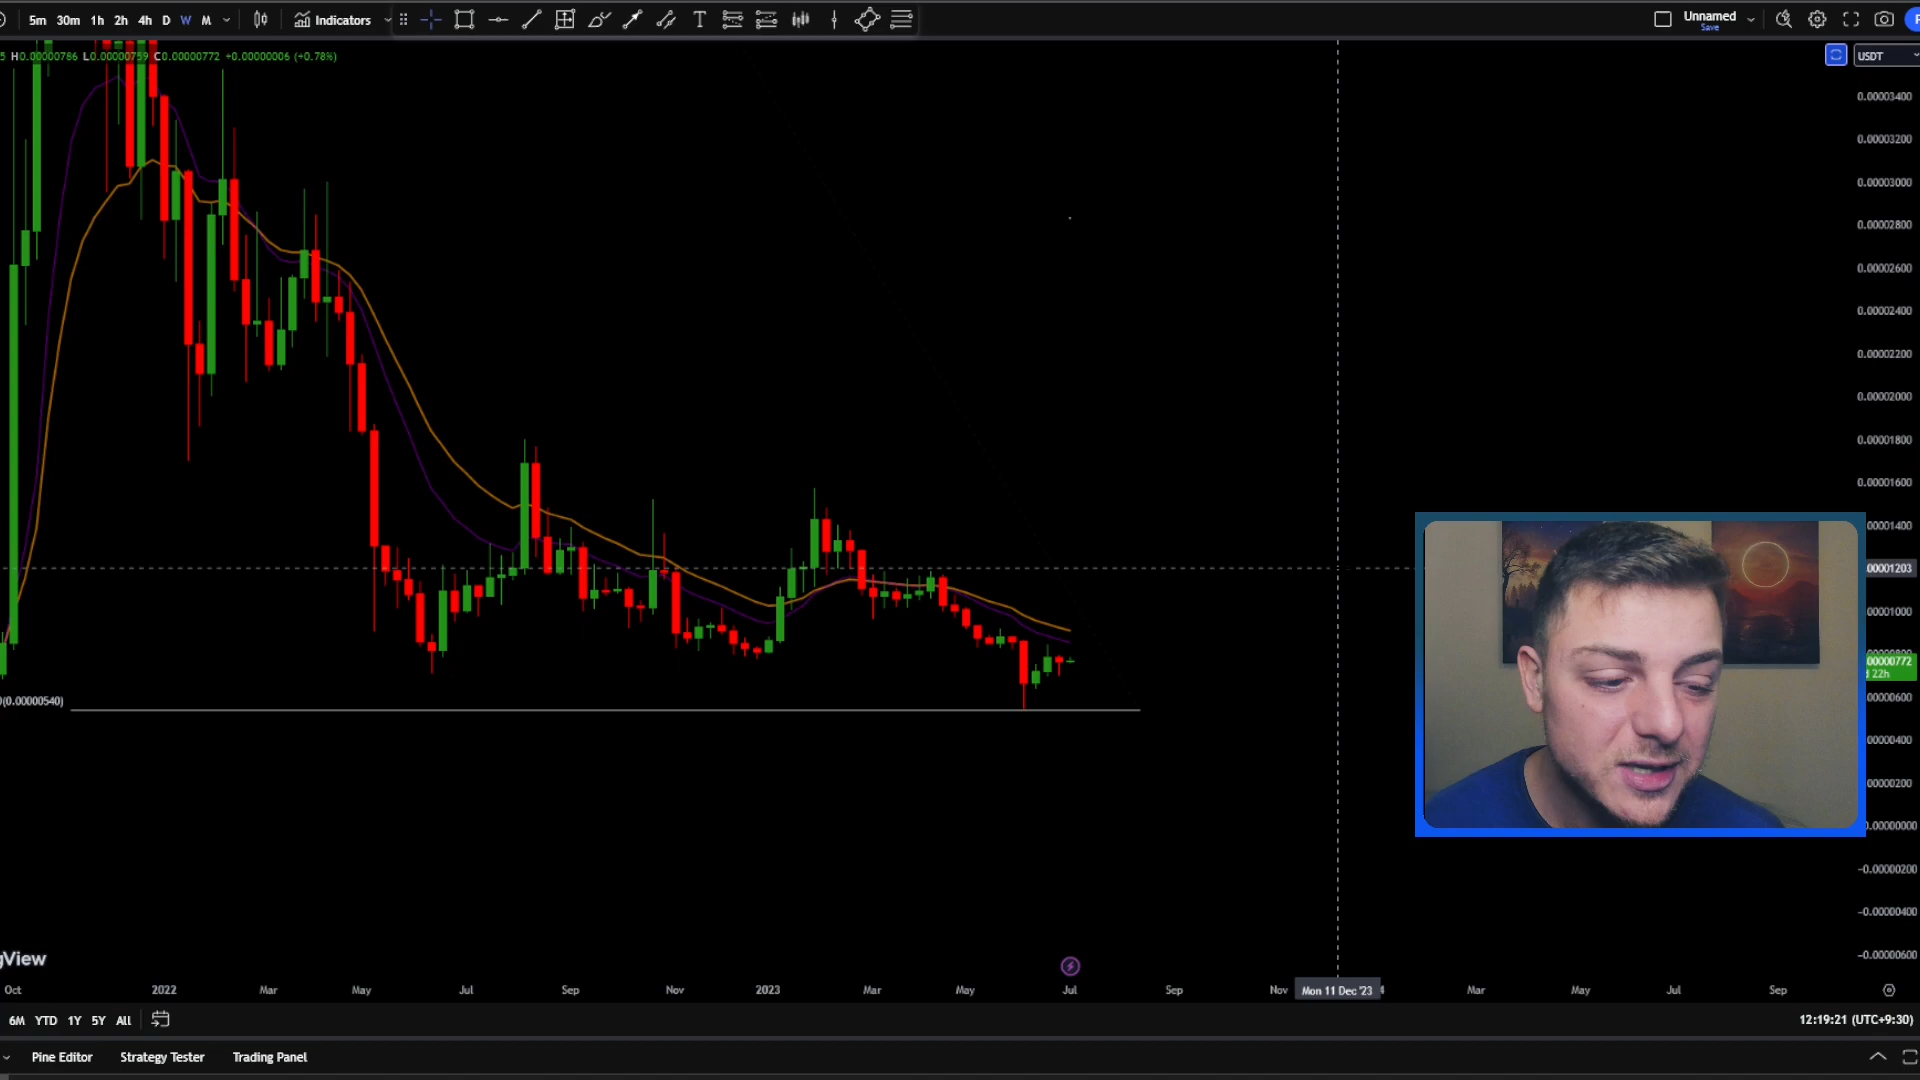 5m 30m 1h 2h 4h D W M Indicators T Unnamed
Save
5 H0.00000786 L0.00000759 C0.00000772 +0.00000006 (+0.78%)
USDT
0.00003400
0.00003200
0.00003000
0.00002800
0.00002600
0.00002400
0.00002200
0.00002000
0.00001800
0.00001600
00001400
00001203
00001000
00000772
22h
00000600
(0.00000540)
00000400
00000200
0.00000000
-0.00000200
-0.00000400
-0.00000600
gView
Oct 2022 Mar May Jul Sep Nov 2023 Mar May Jul Sep Nov Mon 11 Dec '23 Mar May Jul Sep
6M YTD 1Y 5Y All 12:19:21 (UTC+9:30)
Pine Editor Strategy Tester Trading Panel